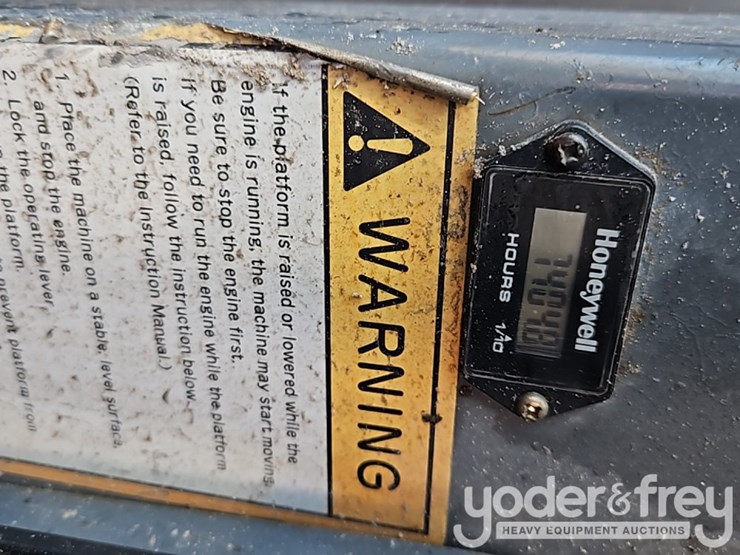 WARNING
If the platform is raised or lowered while the
engine is running, the machine may start moving.
Be sure to stop the engine first.
If you need to run the engine while the platform
is raised, follow the instruction below.
(Refer to the Instruction Manual.)
1. Place the machine on a stable, level surface,
and stop the engine.
2. Lock the operating lever
the platform.
prevent platform from
Honeywell
HOURS 1/10
yoder&frey
HEAVY EQUIPMENT AUCTIONS